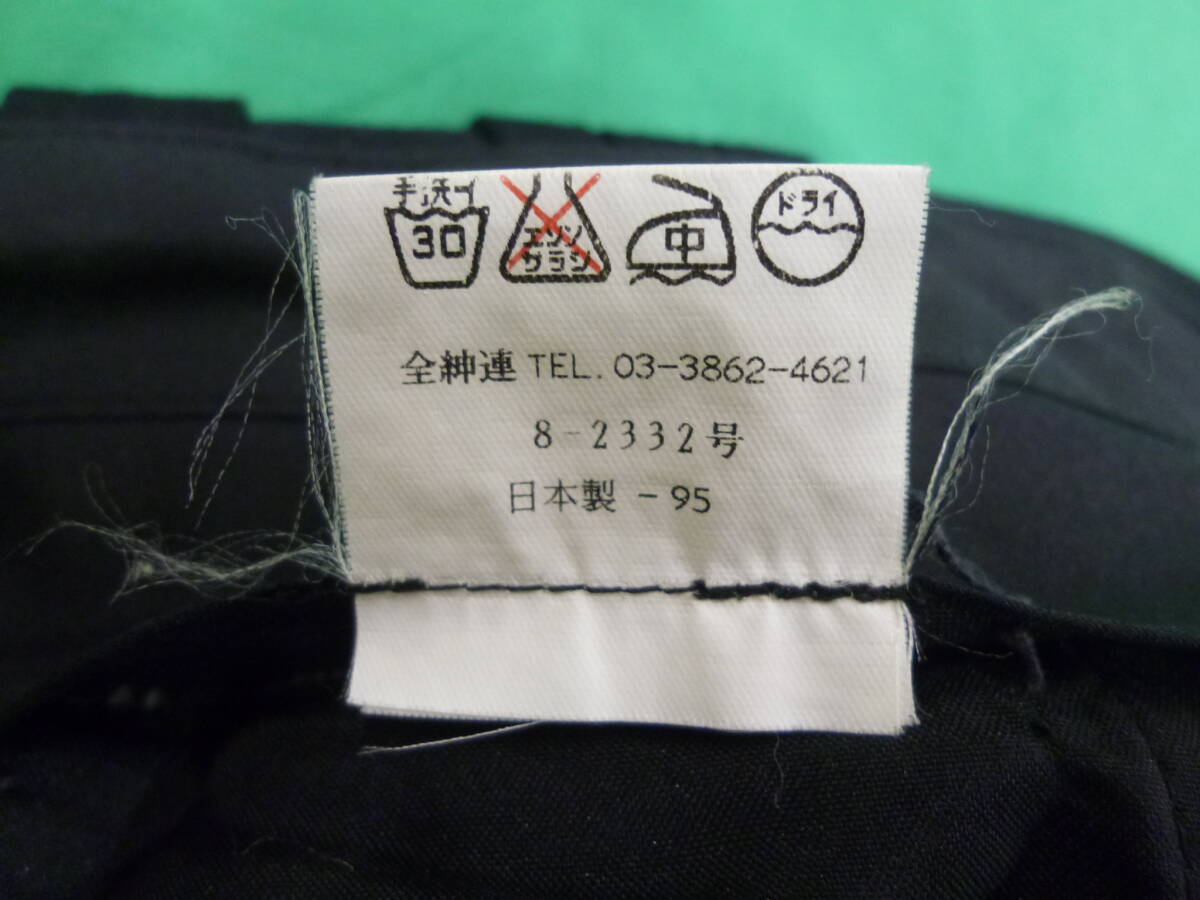 手洗イ 30 エンソサラシ 中 ドライ
全紳連 TEL. 03-3862-4621
8-2332号
日本製 -95